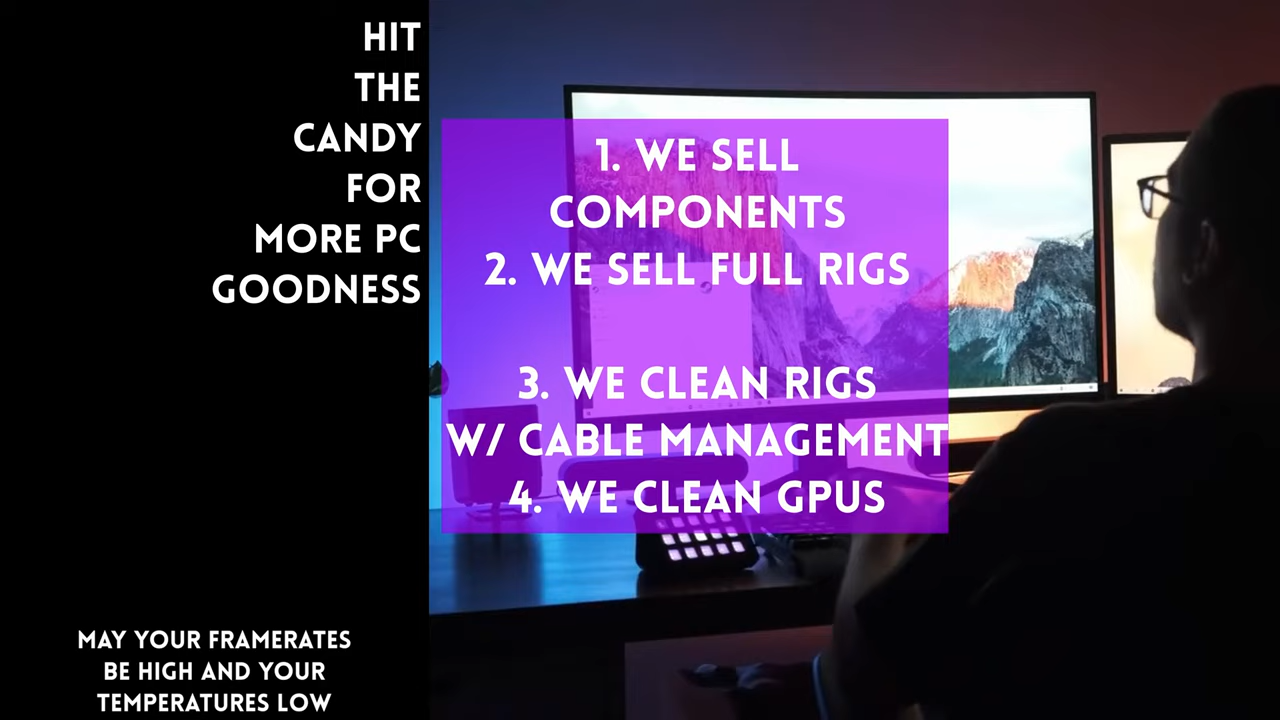 HIT
THE
CANDY
FOR
MORE PC
GOODNESS
1. WE SELL
COMPONENTS
2. WE SELL FULL RIGS
3. WE CLEAN RIGS
W/ CABLE MANAGEMENT
4. WE CLEAN GPUS
MAY YOUR FRAMERATES
BE HIGH AND YOUR
TEMPERATURES LOW